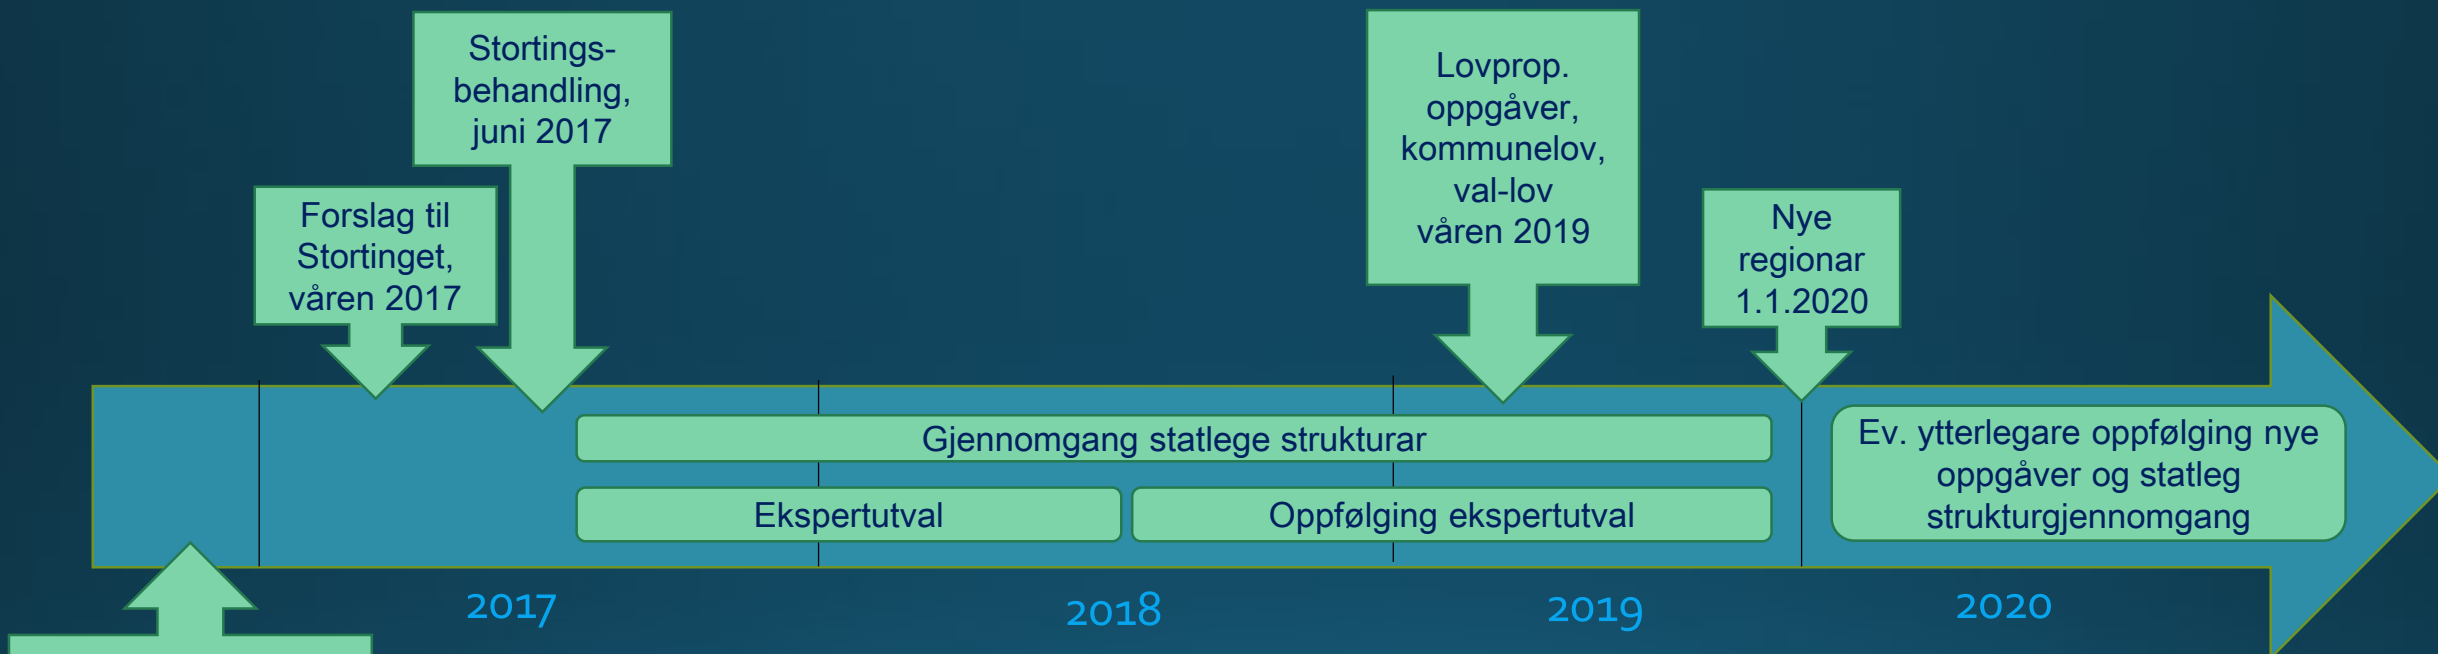 Stortings-
behandling,
juni 2017
Forslag til
Stortinget,
våren 2017
Lovprop.
oppgåver,
kommunelov,
val-lov
våren 2019
Nye
regionar
1.1.2020
Gjennomgang statlege strukturar
Ekspertutval
Oppfølging ekspertutval
Ev. ytterlegare oppfølging nye
oppgåver og statleg
strukturgjennomgang
2017
2018
2019
2020